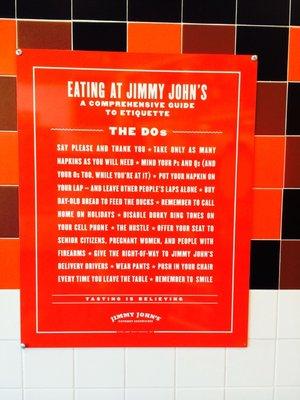 EATING AT JIMMY JOHN'S
A COMPREHENSIVE GUIDE
TO ETIQUETTE
THE DOs
SAY PLEASE AND THANK YOU ★ TAKE ONLY AS MANY
NAPKINS AS YOU WILL NEED ★ MIND YOUR Ps AND Qs (AND
YOUR Os TOO, WHILE YOU'RE AT IT) ★ PUT YOUR NAPKIN ON
YOUR LAP — AND LEAVE OTHER PEOPLE'S LAPS ALONE ★ BUY
DAY-OLD BREAD TO FEED THE DUCKS ★ REMEMBER TO CALL
HOME ON HOLIDAYS ★ DISABLE DORKY RING TONES ON
YOUR CELL PHONE ★ THE HUSTLE ★ OFFER YOUR SEAT TO
SENIOR CITIZENS, PREGNANT WOMEN, AND PEOPLE WITH
FIREARMS ★ GIVE THE RIGHT-OF-WAY TO JIMMY JOHN'S
DELIVERY DRIVERS ★ WEAR PANTS ★ PUSH IN YOUR CHAIR
EVERY TIME YOU LEAVE THE TABLE ★ REMEMBER TO SMILE
TASTING IS BELIEVING
JIMMY JOHN'S
GOURMET SANDWICHES